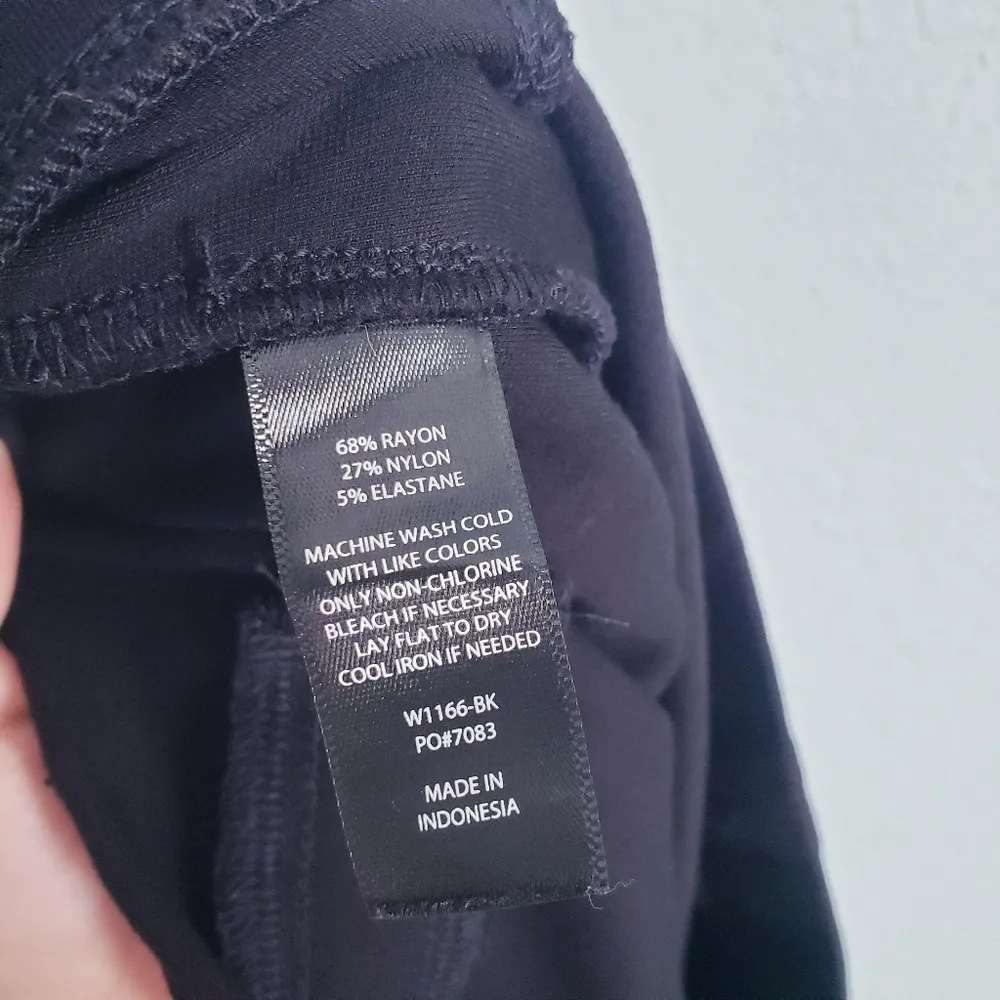 68% RAYON
27% NYLON
5% ELASTANE
MACHINE WASH COLD
WITH LIKE COLORS
ONLY NON-CHLORINE
BLEACH IF NECESSARY
LAY FLAT TO DRY
COOL IRON IF NEEDED
W1166-BK
PO#7083
MADE IN
INDONESIA